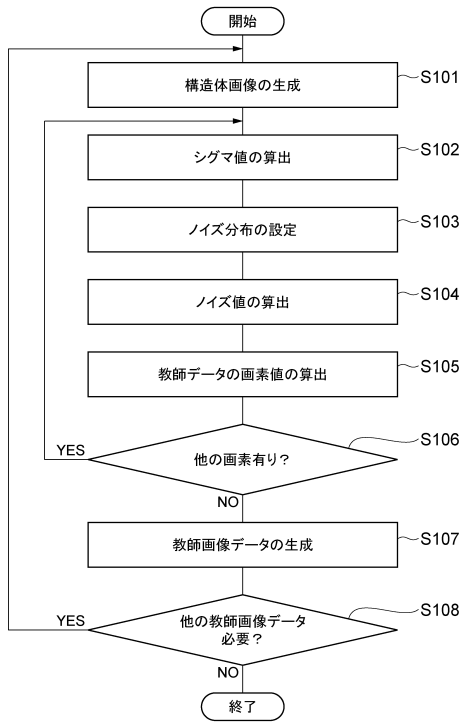 開始
構造体画像の生成
S101
シグマ値の算出
S102
ノイズ分布の設定
S103
ノイズ値の算出
S104
教師データの画素値の算出
S105
他の画素有り?
S106
YES
NO
教師画像データの生成
S107
他の教師画像データ
必要?
S108
YES
NO
終了